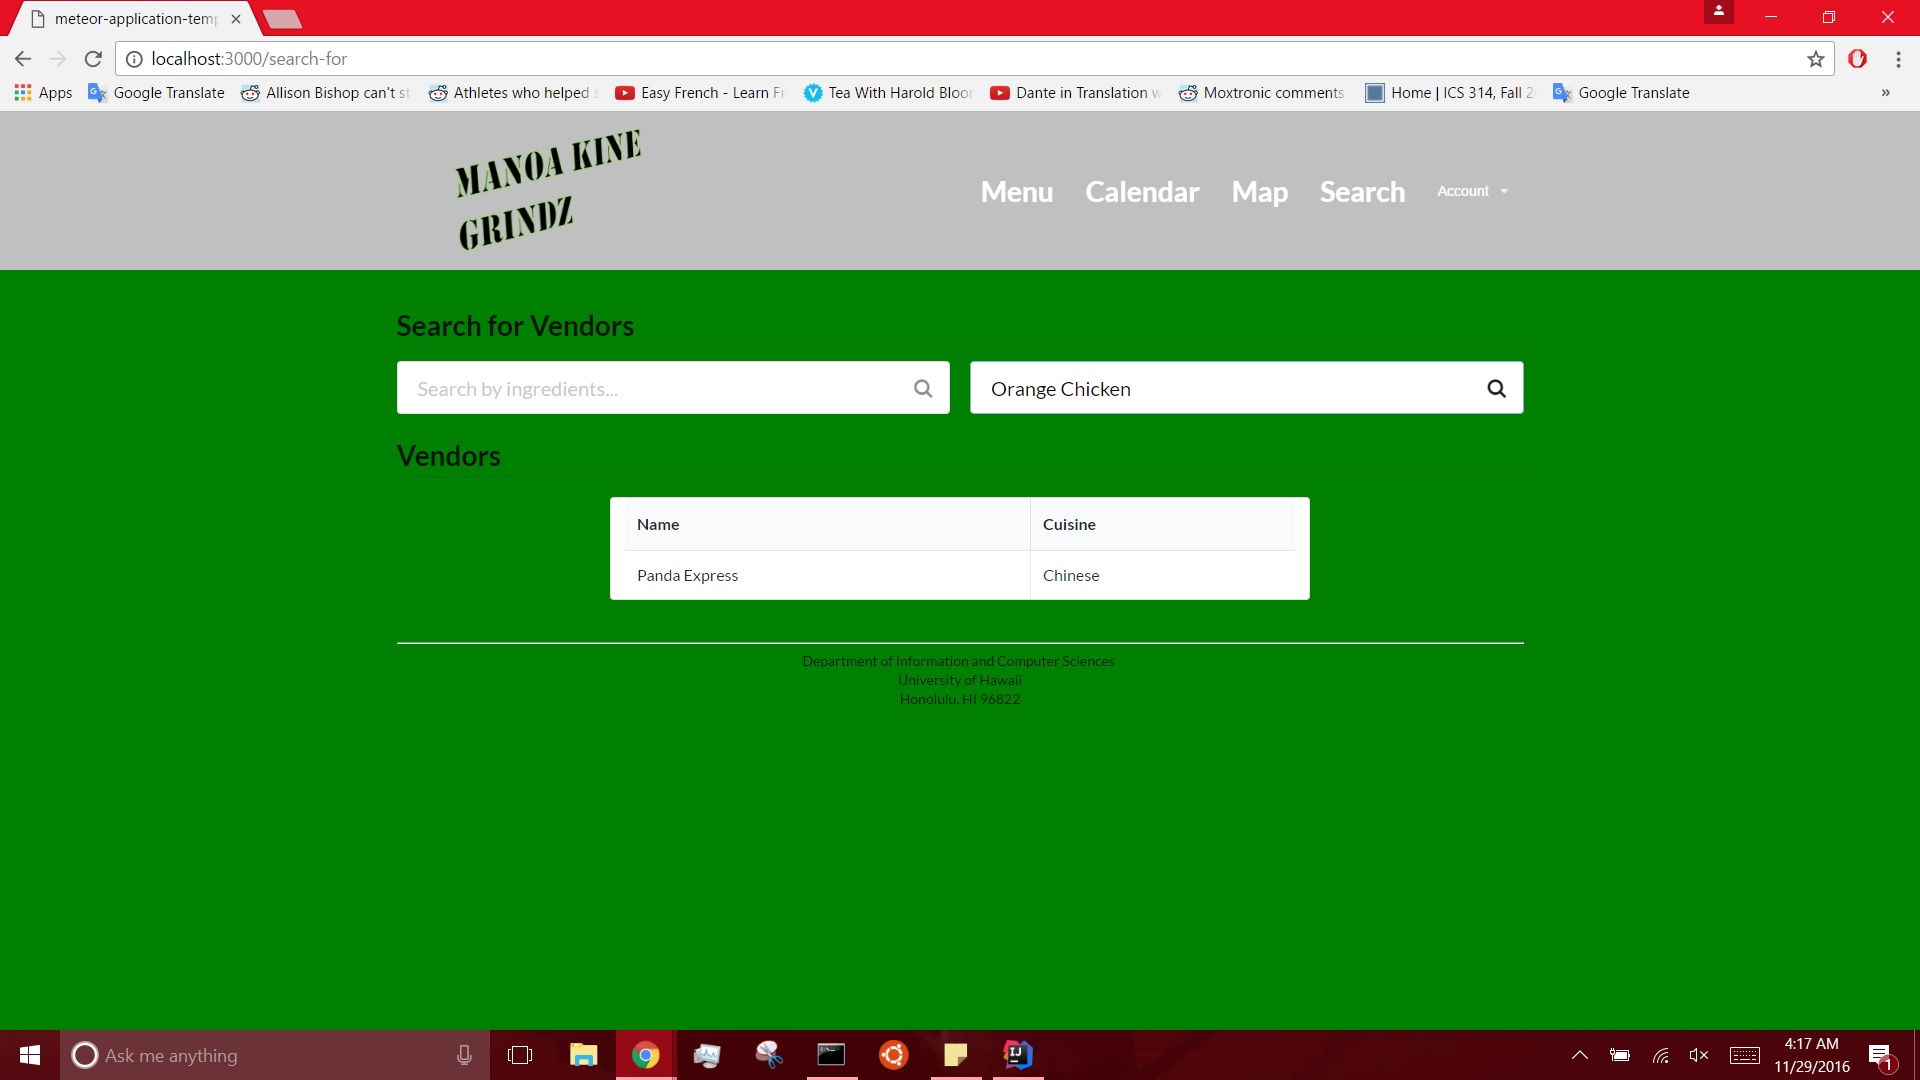 meteor-application-temp
localhost:3000/search-for
Apps
Google Translate
Allison Bishop can't st
Athletes who helped s
Easy French - Learn Fr
Tea With Harold Bloor
Dante in Translation w
Moxtronic comments
Home | ICS 314, Fall 2
Google Translate
»
MANOA KINE
GRINDZ
Menu
Calendar
Map
Search
Account
Search for Vendors
Search by ingredients...
Orange Chicken
Vendors
Name
Cuisine
Panda Express
Chinese
Department of Information and Computer Sciences
University of Hawaii
Honolulu, HI 96822
Ask me anything
4:17 AM
11/29/2016
1